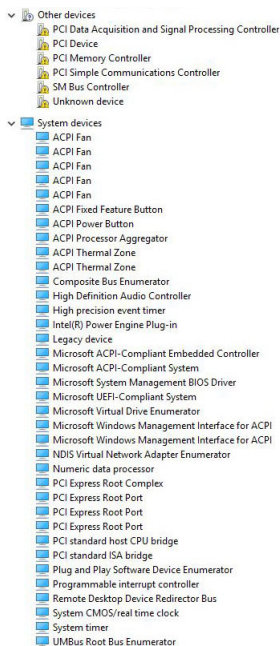 Other devices
PCI Data Acquisition and Signal Processing Controller
PCI Device
PCI Memory Controller
PCI Simple Communications Controller
SM Bus Controller
Unknown device
System devices
ACPI Fan
ACPI Fan
ACPI Fan
ACPI Fan
ACPI Fan
ACPI Fixed Feature Button
ACPI Power Button
ACPI Processor Aggregator
ACPI Thermal Zone
ACPI Thermal Zone
Composite Bus Enumerator
High Definition Audio Controller
High precision event timer
Intel(R) Power Engine Plug-in
Legacy device
Microsoft ACPI-Compliant Embedded Controller
Microsoft ACPI-Compliant System
Microsoft System Management BIOS Driver
Microsoft UEFI-Compliant System
Microsoft Virtual Drive Enumerator
Microsoft Windows Management Interface for ACPI
Microsoft Windows Management Interface for ACPI
NDIS Virtual Network Adapter Enumerator
Numeric data processor
PCI Express Root Complex
PCI Express Root Port
PCI Express Root Port
PCI Express Root Port
PCI standard host CPU bridge
PCI standard ISA bridge
Plug and Play Software Device Enumerator
Programmable interrupt controller
Remote Desktop Device Redirector Bus
System CMOS/real time clock
System timer
UMBus Root Bus Enumerator